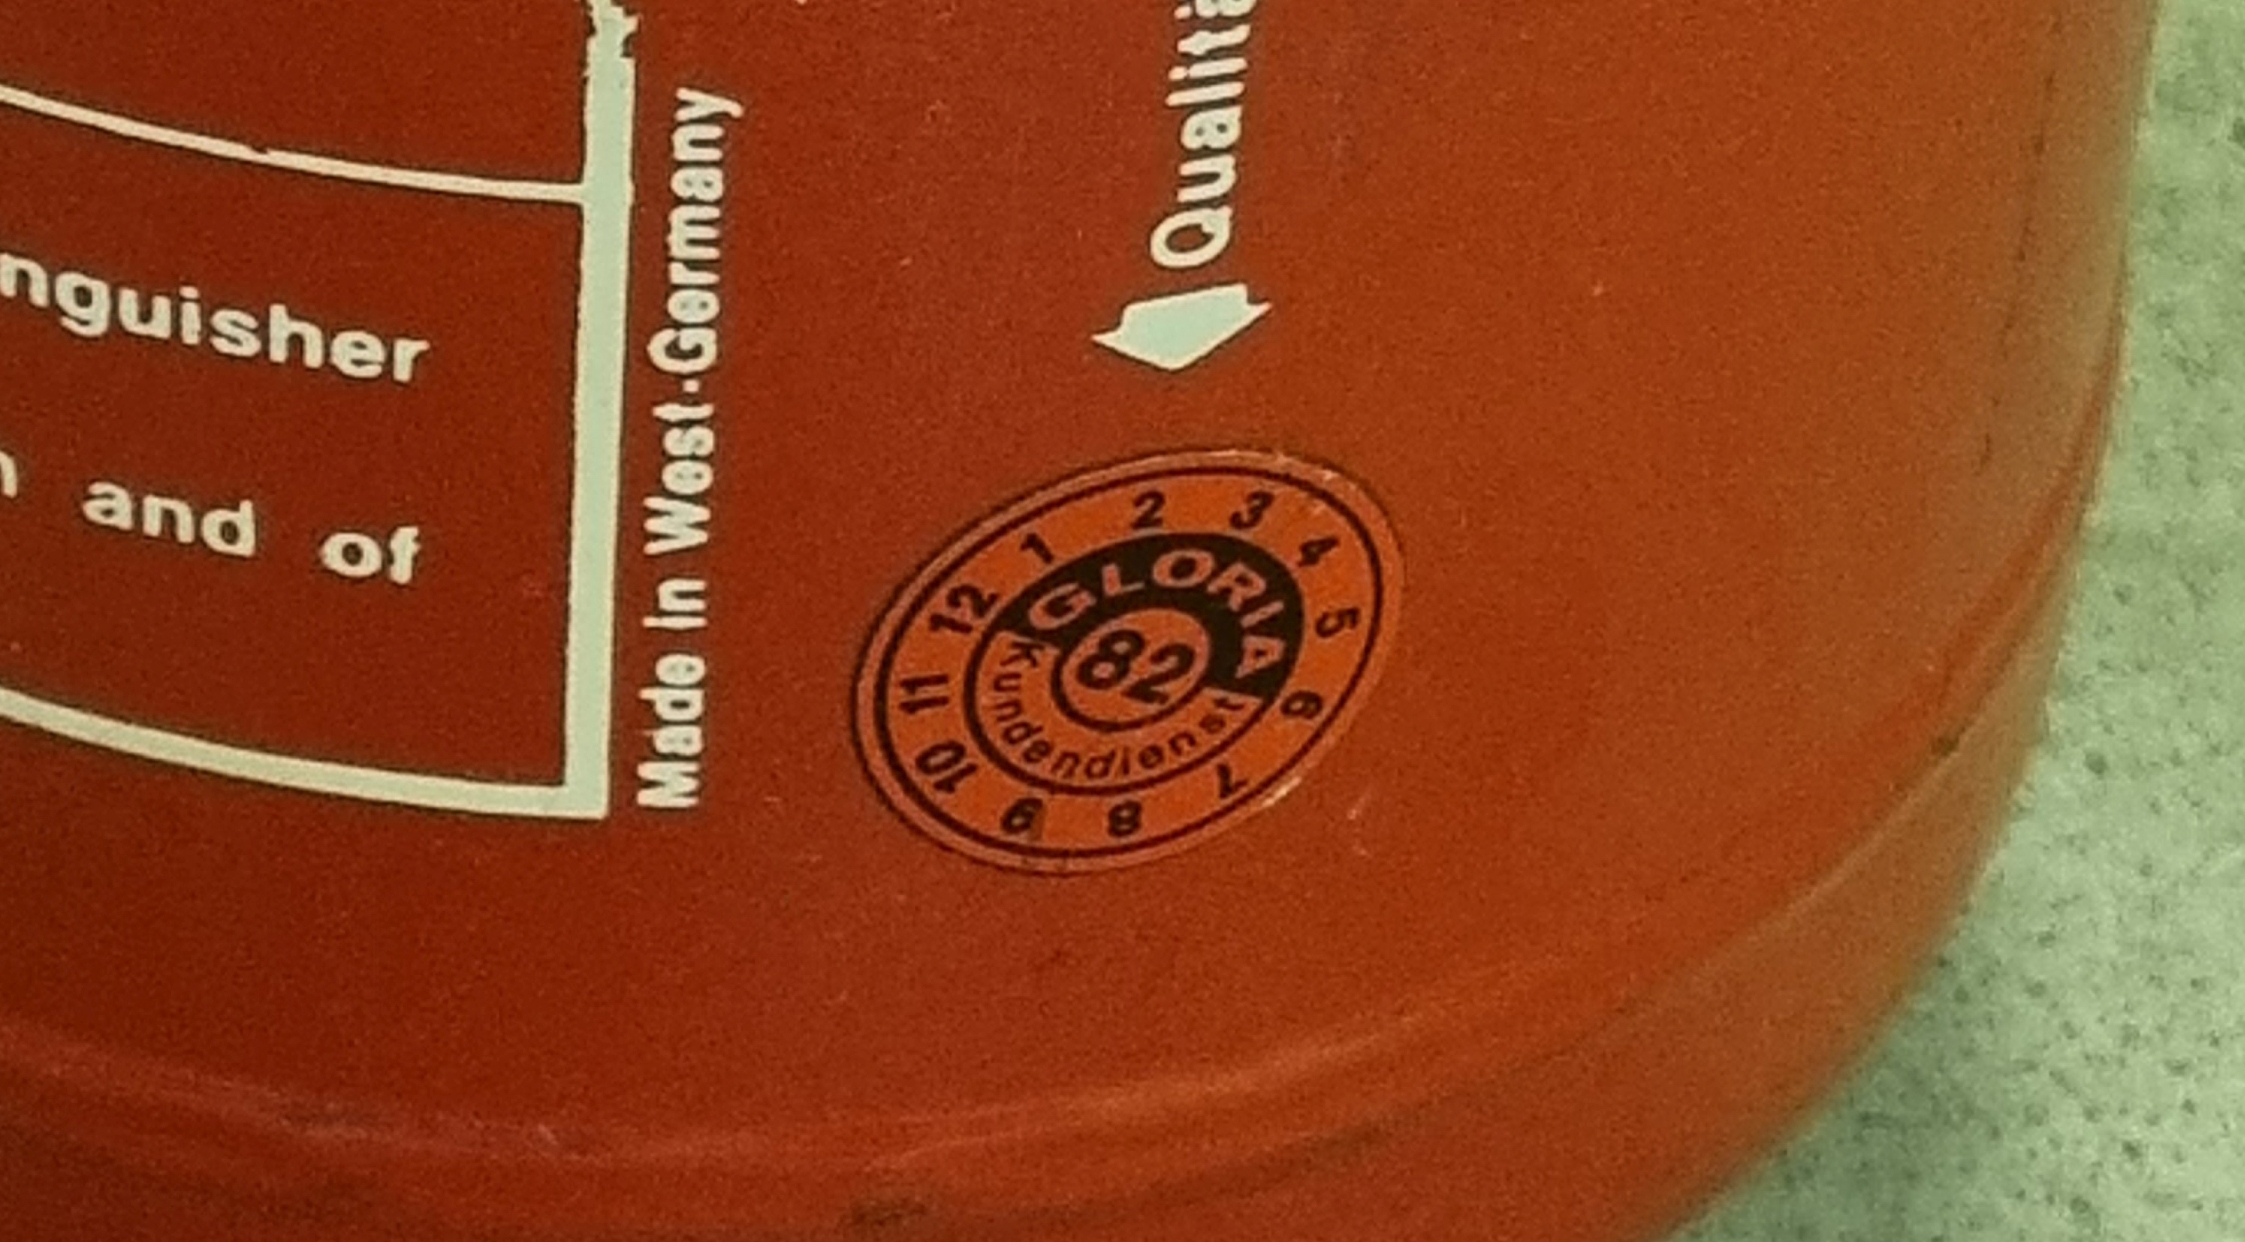 nguisher
and of
Made in West-Germany
GLORIA
82
Kundendienst
1 2 3 4 5 6 7 8 9 10 11 12